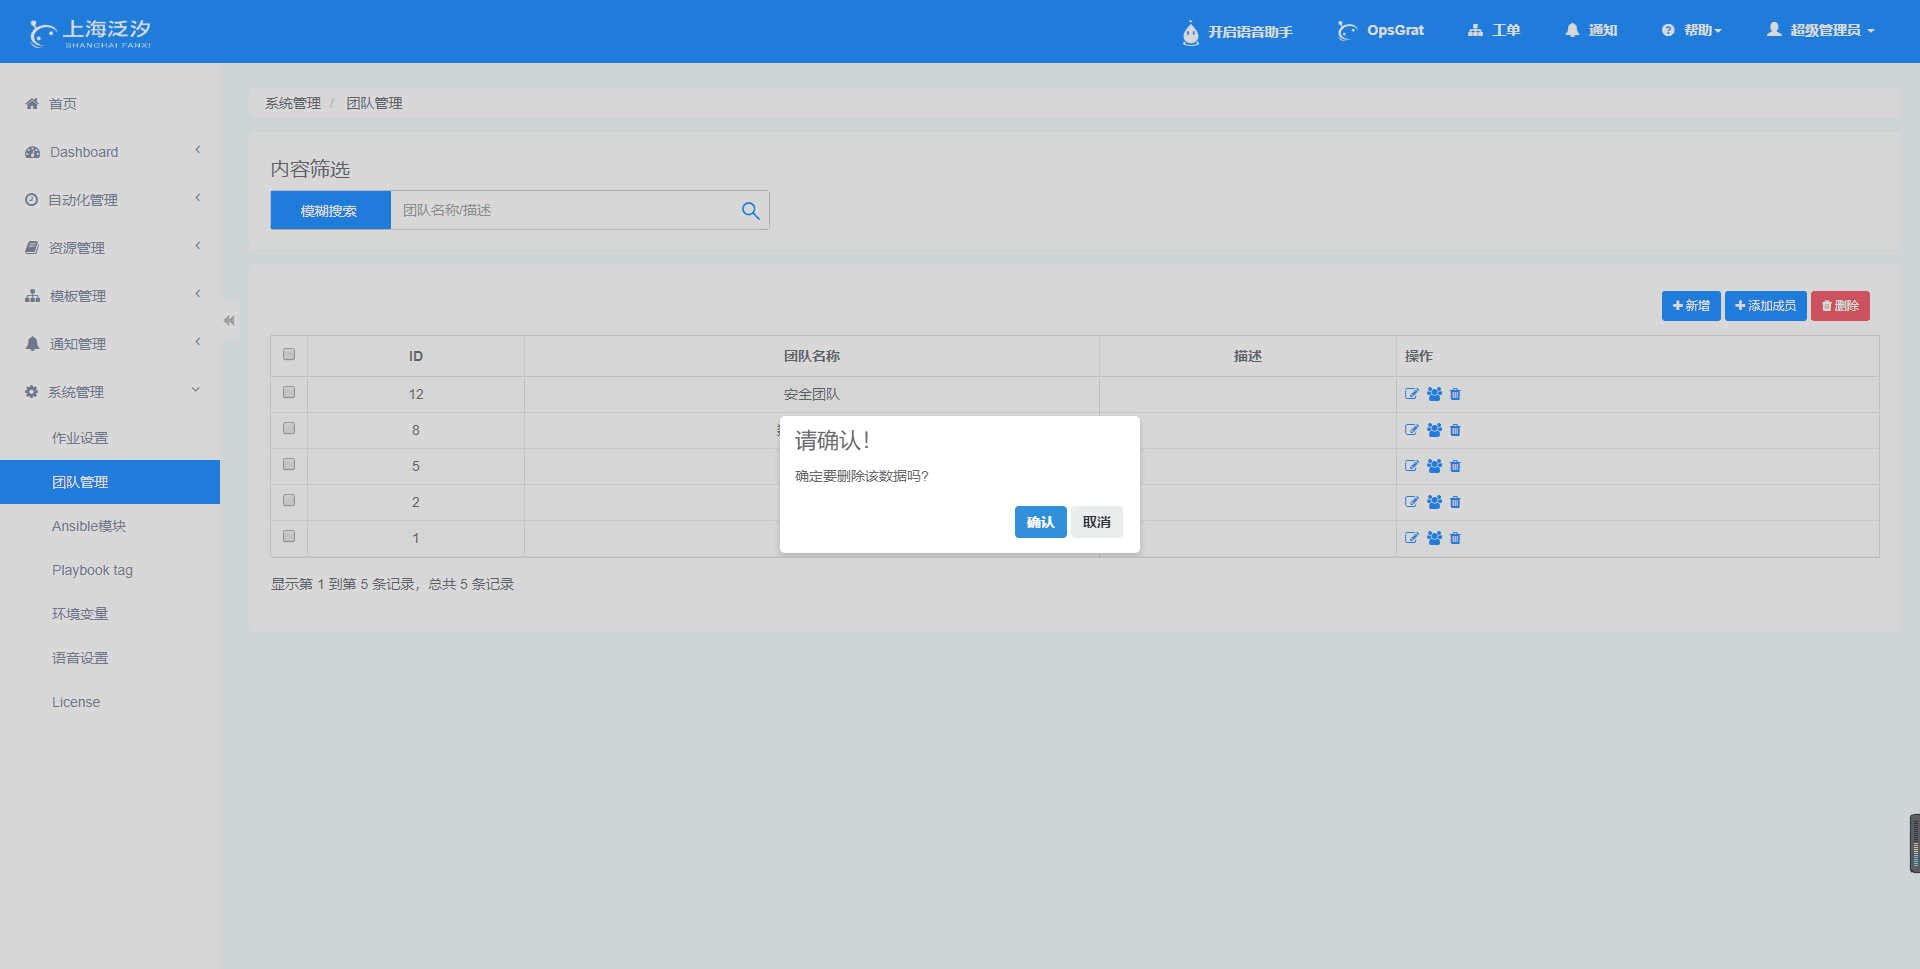 上海泛汐
SHANGHAI FANXI
开启语音助手
OpsGrat
工单
通知
帮助
超级管理员
首页
Dashboard
自动化管理
资源管理
模板管理
通知管理
系统管理
作业设置
团队管理
Ansible模块
Playbook tag
环境变量
语音设置
License
系统管理 / 团队管理
内容筛选
模糊搜索 团队名称/描述
新增 添加成员 删除
ID 团队名称 描述 操作
12 安全团队
8
5
2
1
请确认!
确定要删除该数据吗?
确认 取消
显示第 1 到第 5 条记录，总共 5 条记录